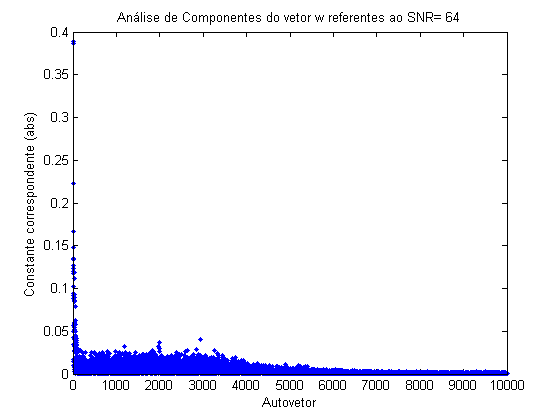 Análise de Componentes do vetor w referentes ao SNR= 64
0.4
0.35
0.3
0.25
0.2
0.15
0.1
0.05
0
Constante correspondente (abs)
0 1000 2000 3000 4000 5000 6000 7000 8000 9000 10000
Autovetor